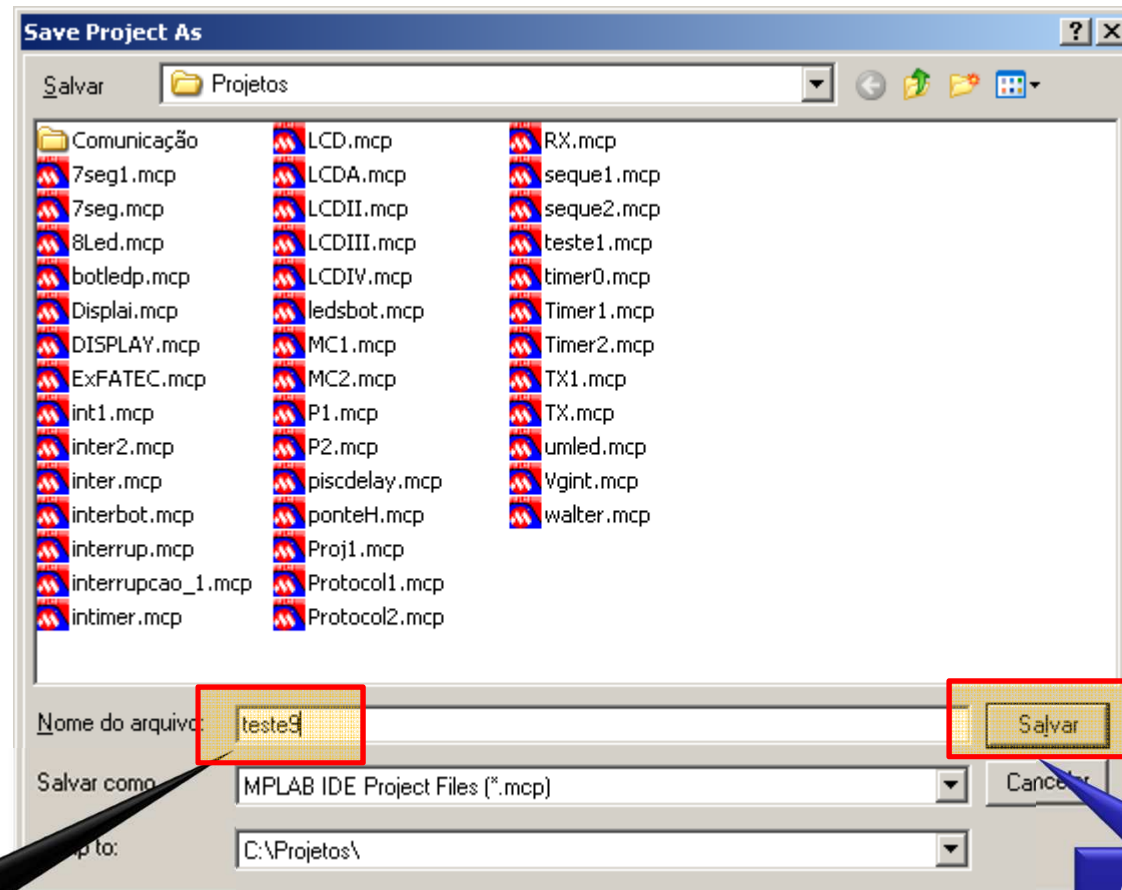 Save Project As
Salvar
Projetos
Comunicação
7seg1.mcp
7seg.mcp
8Led.mcp
botledp.mcp
Displai.mcp
DISPLAY.mcp
ExFATEC.mcp
int1.mcp
inter2.mcp
inter.mcp
interbot.mcp
interrup.mcp
interrupcao_1.mcp
intimer.mcp
LCD.mcp
LCDA.mcp
LCDII.mcp
LCDIII.mcp
LCDIV.mcp
ledsbot.mcp
MC1.mcp
MC2.mcp
P1.mcp
P2.mcp
piscdelay.mcp
ponteH.mcp
Proj1.mcp
Protocol1.mcp
Protocol2.mcp
RX.mcp
seque1.mcp
seque2.mcp
teste1.mcp
timer0.mcp
Timer1.mcp
Timer2.mcp
TX1.mcp
TX.mcp
umled.mcp
Vgint.mcp
walter.mcp
Nome do arquivo: teste9
Salvar
Salvar como MPLAB IDE Project Files (*.mcp)
Cancelar
to: C:\Projetos\